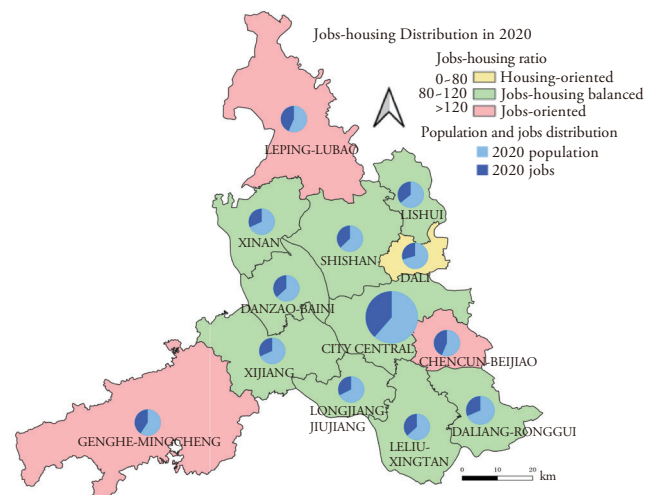 Jobs-housing Distribution in 2020
Jobs-housing ratio
0~80 Housing-oriented
80~120 Jobs-housing balanced
>120 Jobs-oriented
Population and jobs distribution
2020 population
2020 jobs
LEPING-LUBAO
LISHUI
XINAN
SHISHAN
DALI
DANZAO-BAINI
CITY CENTRAL
CHENCUN-BEIJIAO
XIJIANG
LONGJIANG-
JIUJIANG
GENGHE-MINGCHENG
DALIANG-RONGGUI
LELIU-
XINGTAN
0 10 20
km